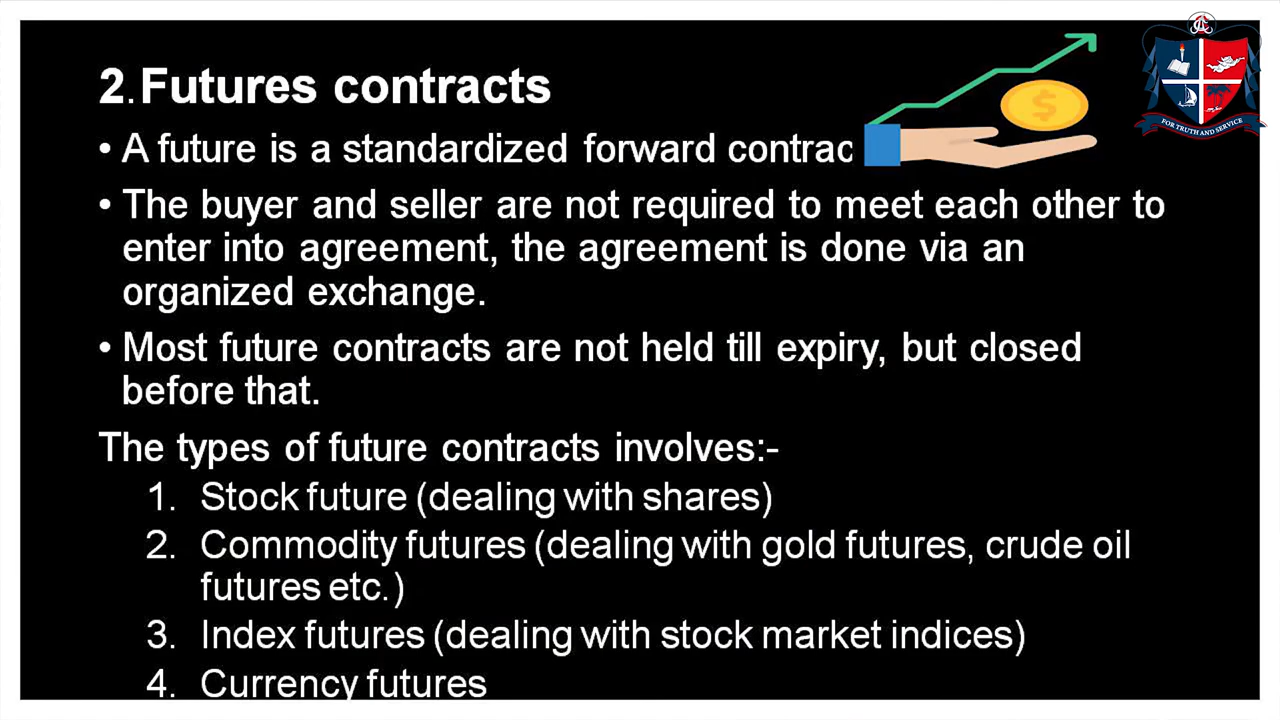 2.Futures contracts
• A future is a standardized forward contrac
• The buyer and seller are not required to meet each other to
enter into agreement, the agreement is done via an
organized exchange.
• Most future contracts are not held till expiry, but closed
before that.
The types of future contracts involves:-
1. Stock future (dealing with shares)
2. Commodity futures (dealing with gold futures, crude oil
futures etc.)
3. Index futures (dealing with stock market indices)
4. Currency futures
$
FOR TRUTH AND SERVICE